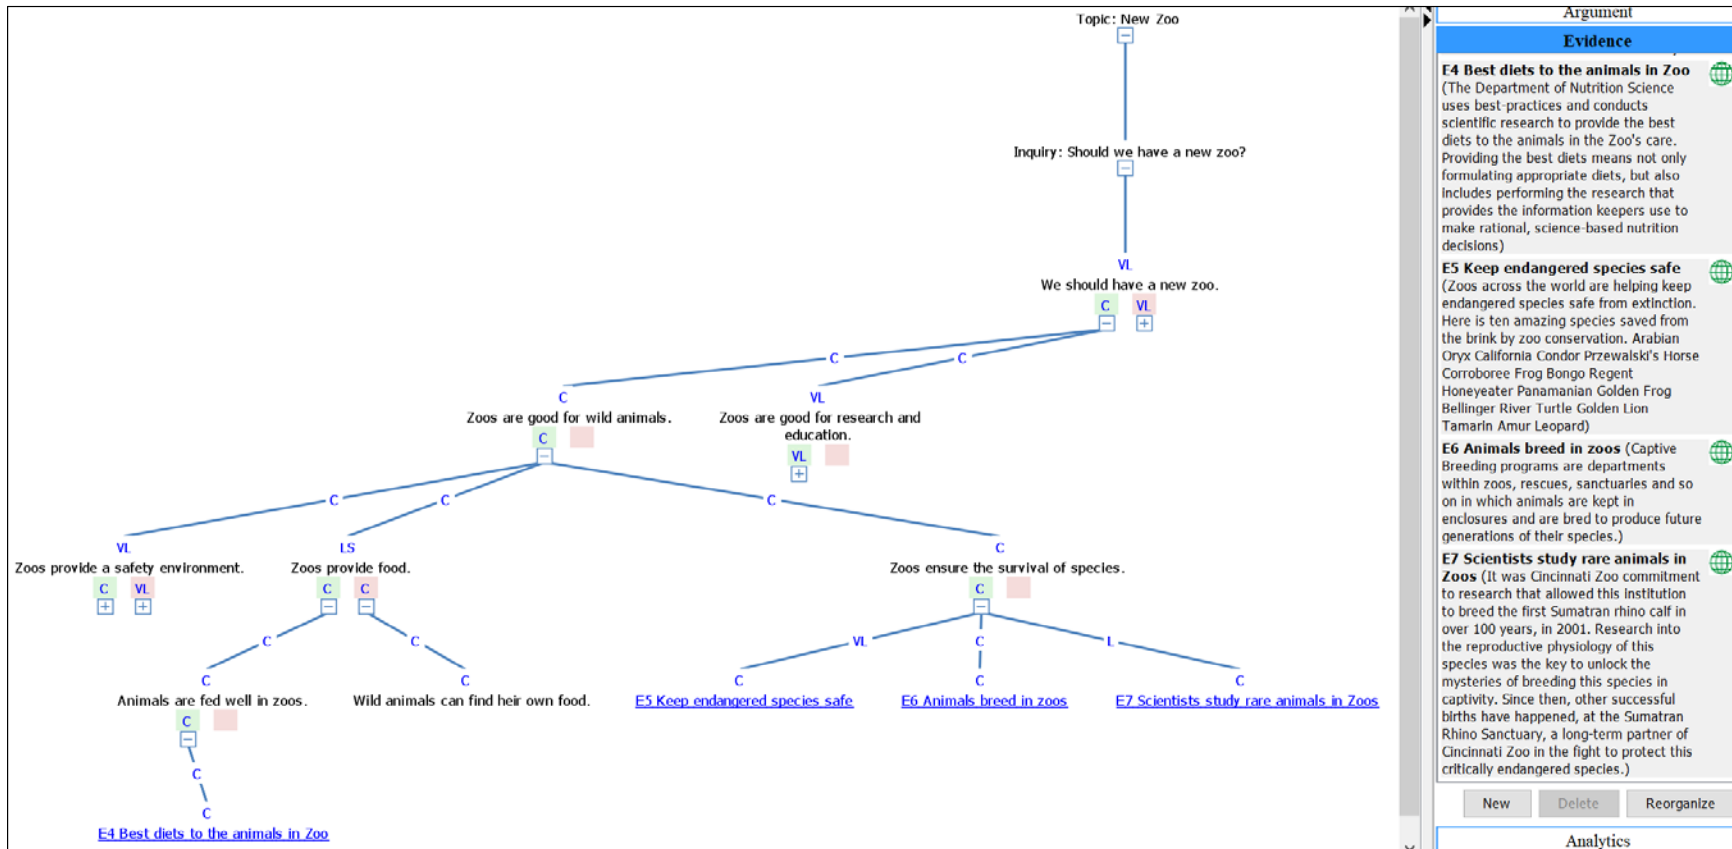 Topic: New Zoo
Inquiry: Should we have a new zoo?
VL
We should have a new zoo.
C VL
C C
C VL
Zoos are good for wild animals.
Zoos are good for research and
education.
C
VL
C C C
VL LS C
Zoos provide a safety environment.
Zoos provide food.
Zoos ensure the survival of species.
C VL
C C
C
C C
VL C L
C C
C C C
Animals are fed well in zoos.
Wild animals can find heir own food.
E5 Keep endangered species safe
E6 Animals breed in zoos
E7 Scientists study rare animals in Zoos
C
C
C
E4 Best diets to the animals in Zoo
Argument
Evidence
E4 Best diets to the animals in Zoo
(The Department of Nutrition Science
uses best-practices and conducts
scientific research to provide the best
diets to the animals in the Zoo's care.
Providing the best diets means not only
formulating appropriate diets, but also
includes performing the research that
provides the information keepers use to
make rational, science-based nutrition
decisions)
E5 Keep endangered species safe
(Zoos across the world are helping keep
endangered species safe from extinction.
Here is ten amazing species saved from
the brink by zoo conservation. Arabian
Oryx California Condor Przewalski's Horse
Corroboree Frog Bongo Regent
Honeyeater Panamanian Golden Frog
Bellinger River Turtle Golden Lion
Tamarin Amur Leopard)
E6 Animals breed in zoos (Captive
Breeding programs are departments
within zoos, rescues, sanctuaries and so
on in which animals are kept in
enclosures and are bred to produce future
generations of their species.)
E7 Scientists study rare animals in
Zoos (It was Cincinnati Zoo commitment
to research that allowed this institution
to breed the first Sumatran rhino calf in
over 100 years, in 2001. Research into
the reproductive physiology of this
species was the key to unlock the
mysteries of breeding this species in
captivity. Since then, other successful
births have happened, at the Sumatran
Rhino Sanctuary, a long-term partner of
Cincinnati Zoo in the fight to protect this
critically endangered species.)
New Delete Reorganize
Analytics